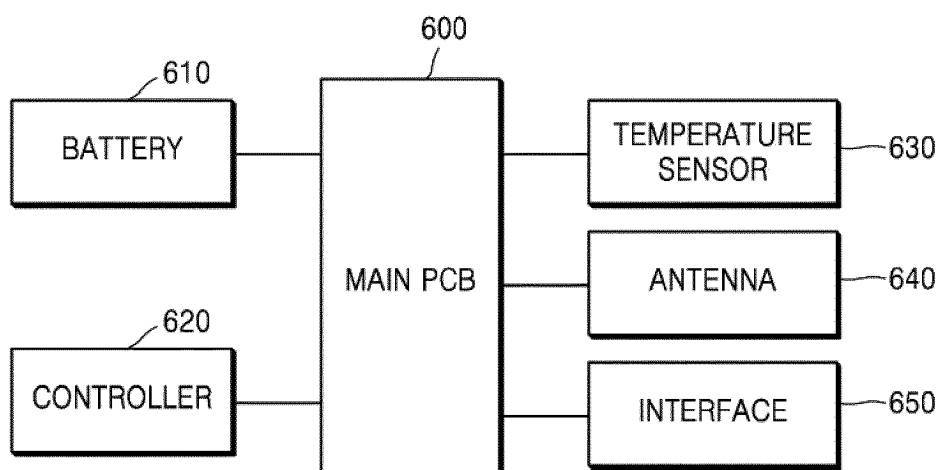 600
610
BATTERY
TEMPERATURE
SENSOR
630
MAIN PCB
ANTENNA
640
620
CONTROLLER
INTERFACE
650